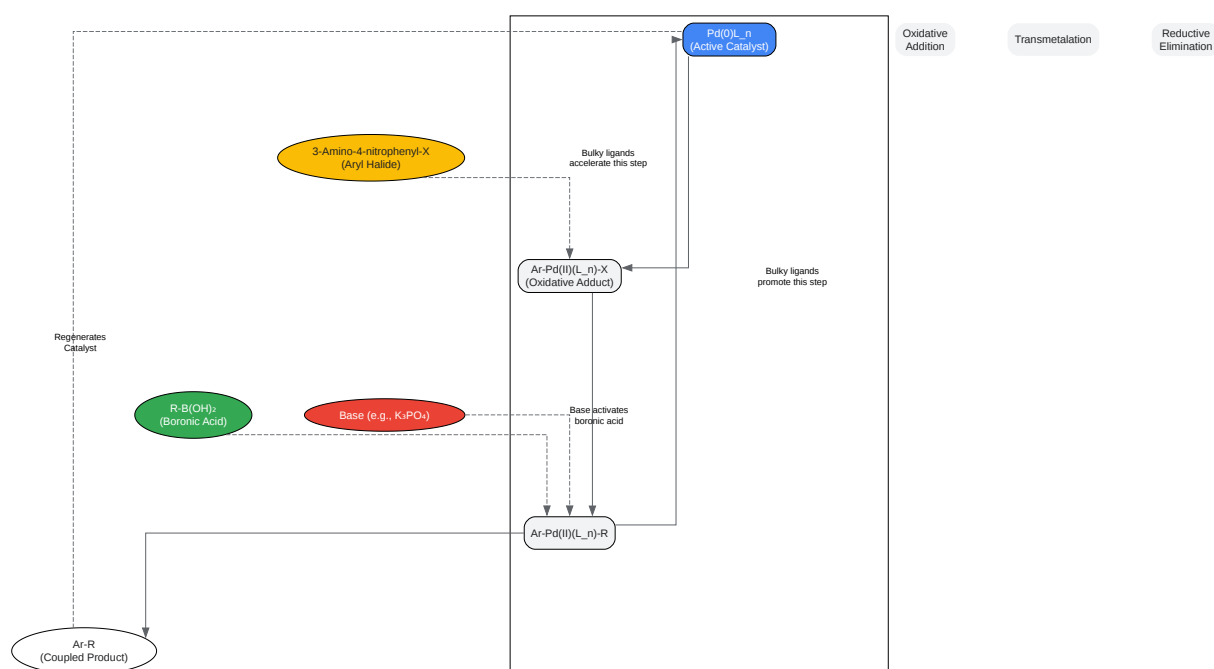 Pd(0)L_n
(Active Catalyst)
Oxidative
Addition
Transmetalation
Reductive
Elimination
3-Amino-4-nitrophenyl-X
(Aryl Halide)
Bulky ligands
accelerate this step
Ar-Pd(II)(L_n)-X
(Oxidative Adduct)
Bulky ligands
promote this step
Regenerates
Catalyst
R-B(OH)₂
(Boronic Acid)
Base (e.g., K₃PO₄)
Base activates
boronic acid
Ar-Pd(II)(L_n)-R
Ar-R
(Coupled Product)